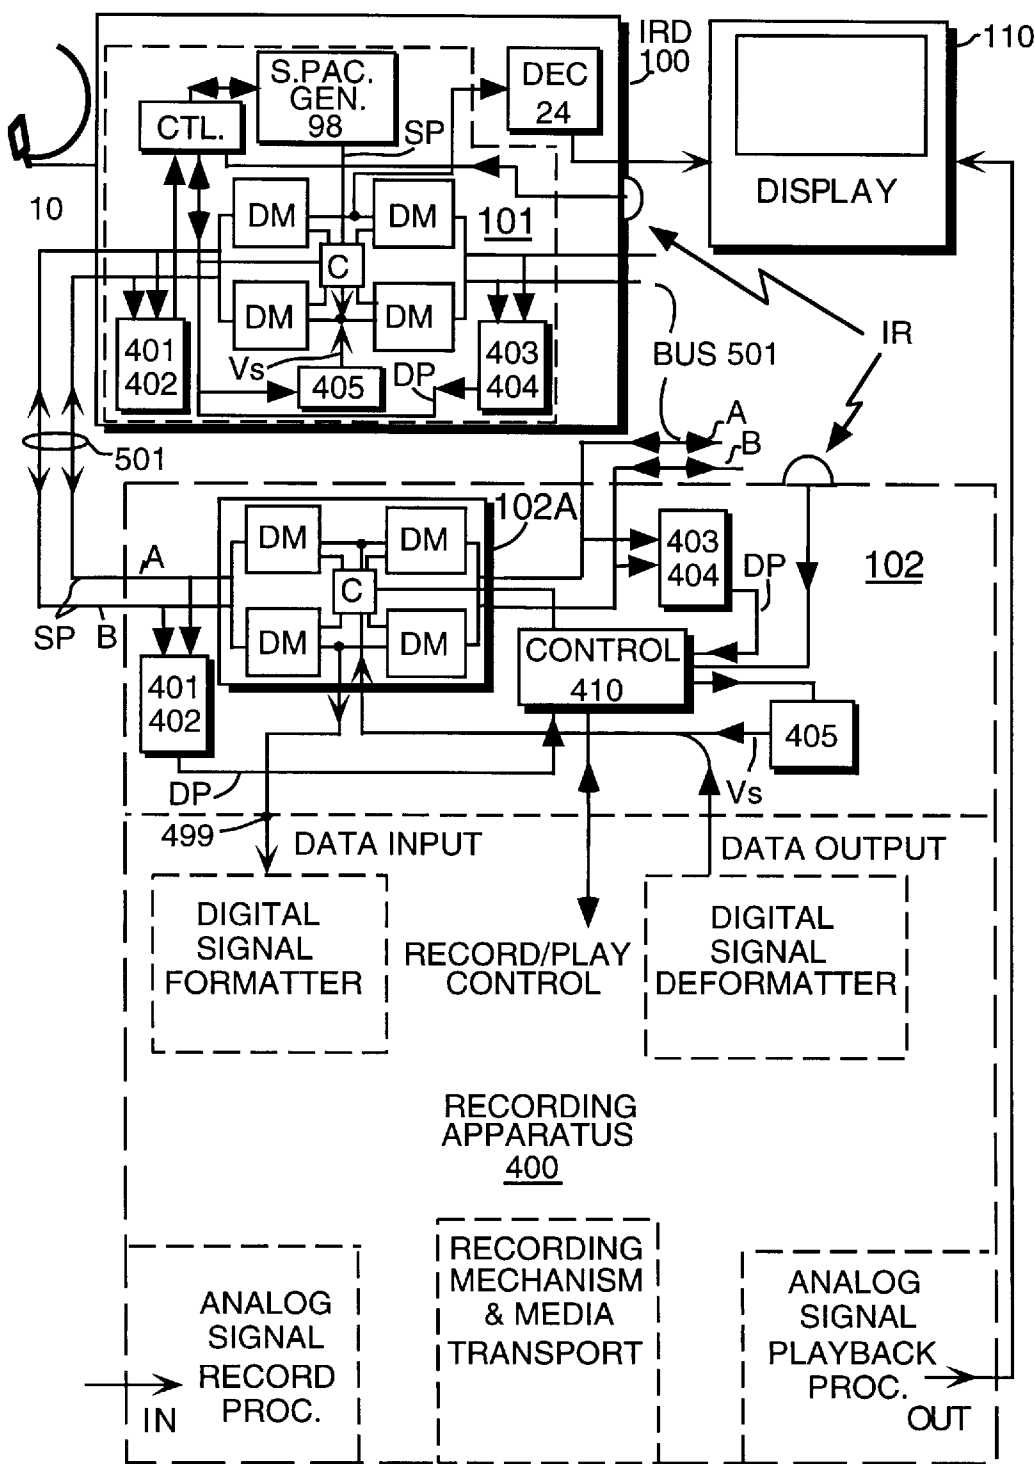 IRD
100
110
S.PAC.
GEN.
98
DEC
24
CTL.
SP
DISPLAY
10
DM
DM
101
C
DM
DM
IR
401
402
Vs
405
DP
403
404
BUS 501
A
B
501
102A
DM
DM
403
404
102
A
DP
C
SP
B
DM
DM
CONTROL
410
401
402
405
DP
Vs
499
DATA INPUT
DATA OUTPUT
DIGITAL
SIGNAL
FORMATTER
RECORD/PLAY
CONTROL
DIGITAL
SIGNAL
DEFORMATTER
RECORDING
APPARATUS
400
RECORDING
MECHANISM
& MEDIA
TRANSPORT
ANALOG
SIGNAL
RECORD
PROC.
IN
ANALOG
SIGNAL
PLAYBACK
PROC.
OUT